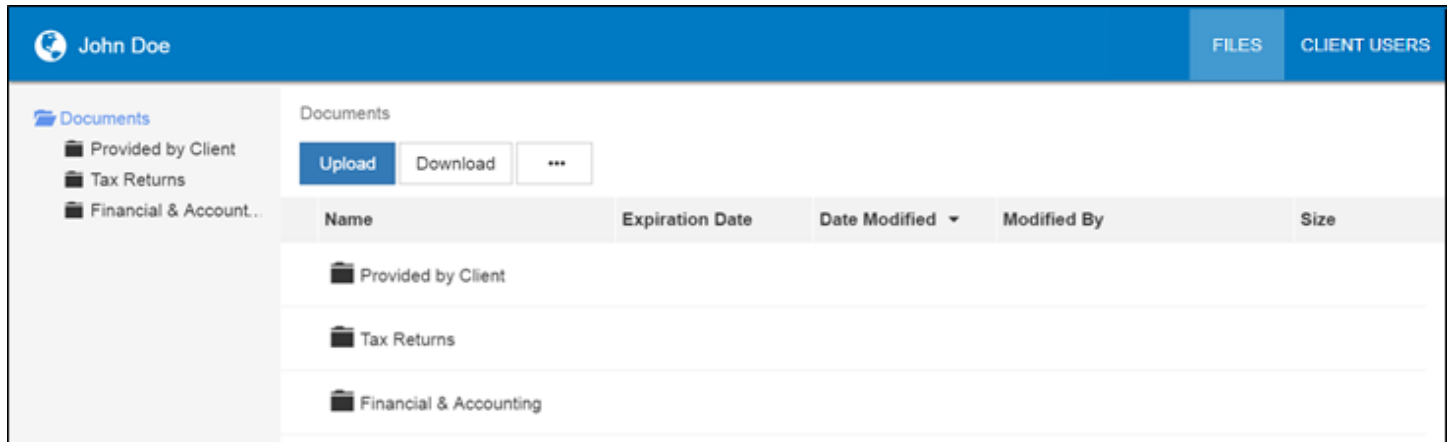 John Doe
FILES
CLIENT USERS
Documents
Provided by Client
Tax Returns
Financial & Account...
Documents
Upload
Download
•••
Name
Expiration Date
Date Modified
Modified By
Size
Provided by Client
Tax Returns
Financial & Accounting